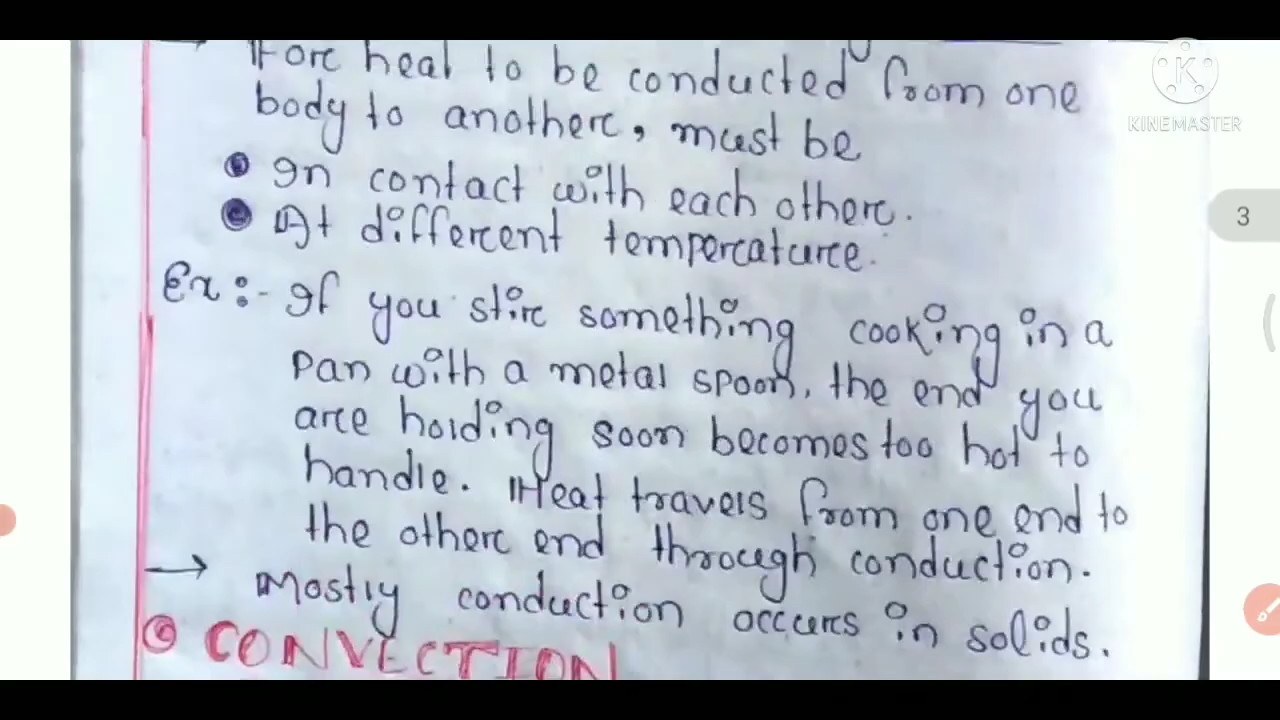 → For heat to be conducted from one
body to another, must be
• In contact with each other.
• At different temperature.
Ex:- If you stir something cooking in a
Pan with a metal spoon, the end you
are holding soon becomes too hot to
handle. Heat travels from one end to
the other end through conduction.
→ Mostly conduction occurs in solids.
CONVECTION
KINEMASTER
3